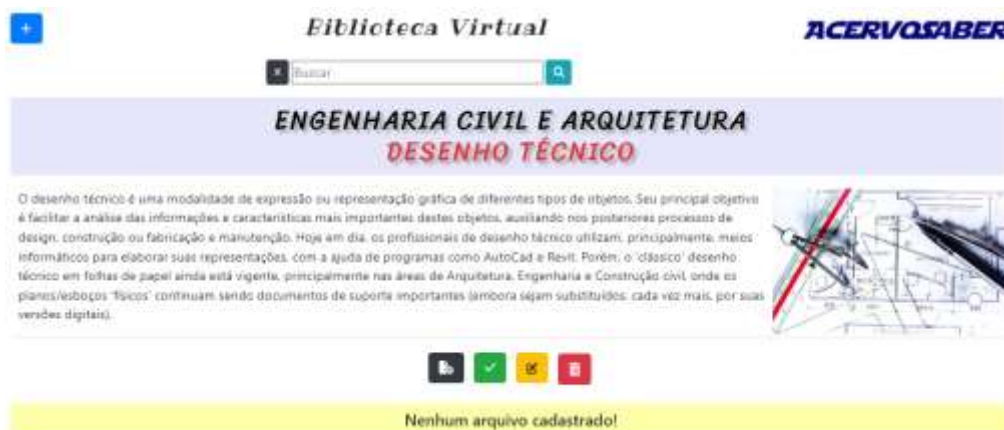 Biblioteca Virtual
ACERVOSABER
Buscar
ENGENHARIA CIVIL E ARQUITETURA
DESENHO TÉCNICO
O desenho técnico é uma modalidade de expressão ou representação gráfica de diferentes tipos de objetos. Seu principal objetivo
é facilitar a análise das informações e características mais importantes destes objetos, auxiliando nos posteriores processos de
design, construção ou fabricação e manutenção. Hoje em dia, os profissionais de desenho técnico utilizam, principalmente, meios
informáticos para elaborar suas representações, com a ajuda de programas como AutoCad e Revit. Porém, o 'clássico' desenho
técnico em folhas de papel ainda está vigente, principalmente nas áreas de Arquitetura, Engenharia e Construção civil, onde os
planos/esboços 'físicos' continuam sendo documentos de suporte importantes (embora sejam substituídos, cada vez mais, por suas
versões digitais).
Nenhum arquivo cadastrado!